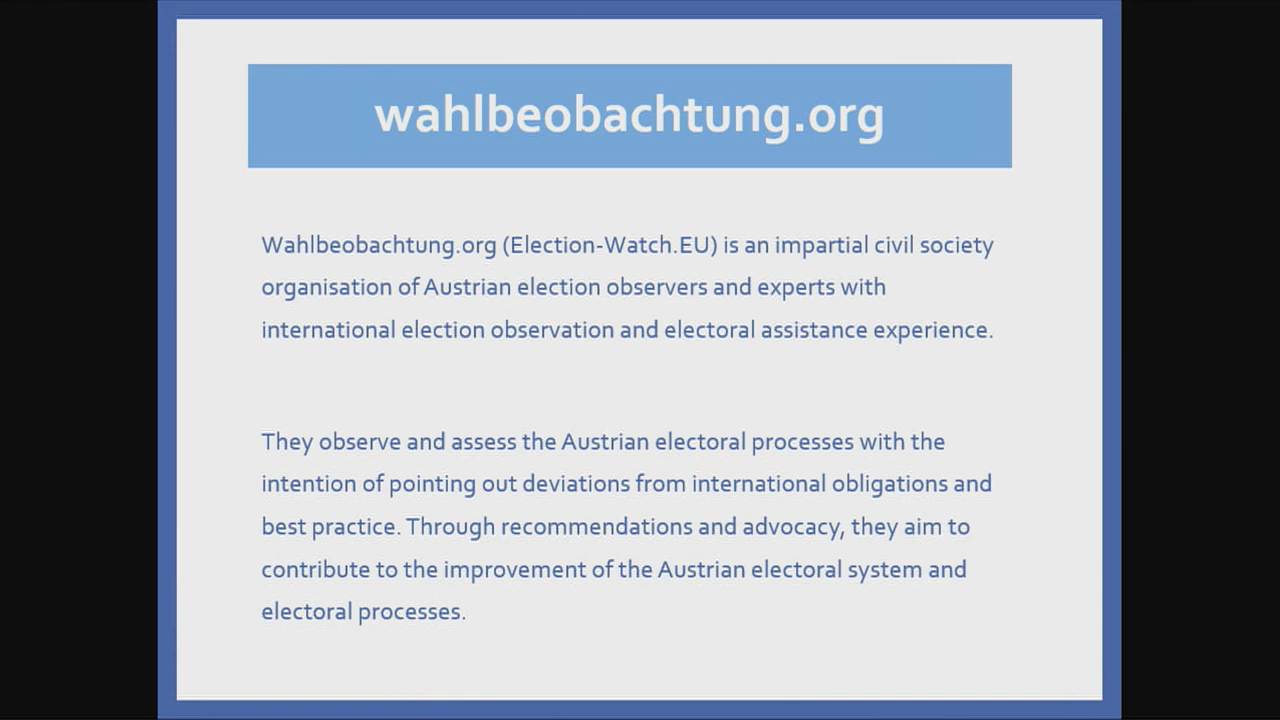 wahlbeobachtung.org
Wahlbeobachtung.org (Election-Watch.EU) is an impartial civil society
organisation of Austrian election observers and experts with
international election observation and electoral assistance experience.
They observe and assess the Austrian electoral processes with the
intention of pointing out deviations from international obligations and
best practice. Through recommendations and advocacy, they aim to
contribute to the improvement of the Austrian electoral system and
electoral processes.